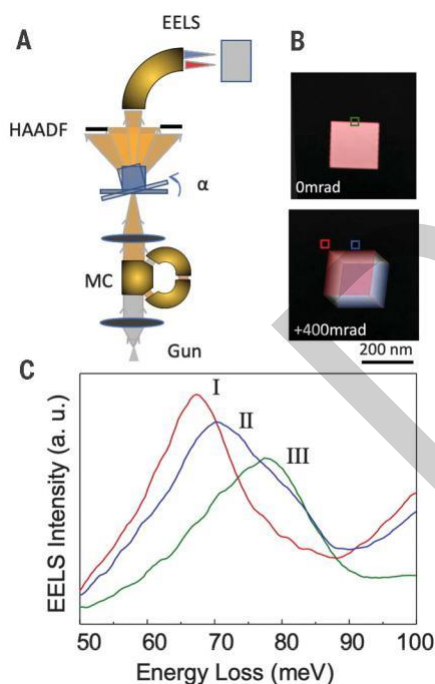 A
EELS
HAADF
α
MC
Gun
B
0mrad
+400mrad
200 nm
C
EELS Intensity (a. u.)
I
II
III
50 60 70 80 90 100
Energy Loss (meV)